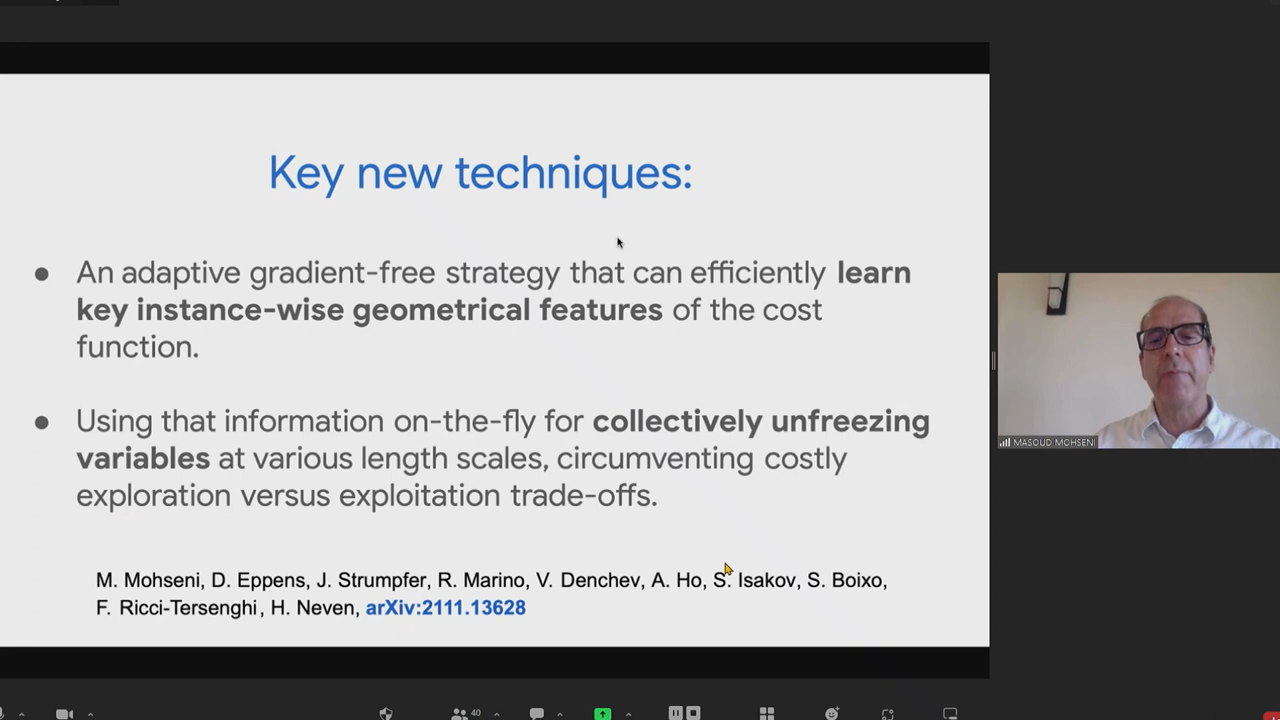 Key new techniques:
● An adaptive gradient-free strategy that can efficiently learn
key instance-wise geometrical features of the cost
function.
● Using that information on-the-fly for collectively unfreezing
variables at various length scales, circumventing costly
exploration versus exploitation trade-offs.
M. Mohseni, D. Eppens, J. Strumpfer, R. Marino, V. Denchev, A. Ho, S. Isakov, S. Boixo,
F. Ricci-Tersenghi, H. Neven, arXiv:2111.13628
MASOUD MOHSENI
40